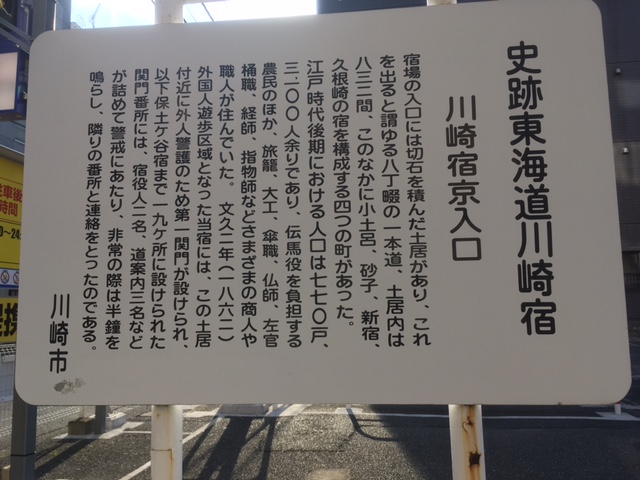 史跡東海道川崎宿
川崎宿京入口
宿場の入口には切石を積んだ土居があり、これ
を出ると謂ゆる八丁畷の一本道、土居内は
八三二間、このなかに小土呂、砂子、新宿、
久根崎の宿を構成する四つの町があった。
江戸時代後期における人口は七七〇戸、
三、一〇〇人余りであり、伝馬役を負担する
農民のほか、旅籠、大工、傘職、仏師、左官
桶職、経師、指物師などさまざまの商人や
職人が住んでいた。文久二年(一八六二)
外国人遊歩区域となった当宿には、この土居
付近に外人警護のため第一関門が設けられ、
以下保土ケ谷宿まで一九ケ所に設けられた
関門番所には、宿役人二名、道案内三名など
が詰めて警戒にあたり、非常の際は半鐘を
鳴らし、隣りの番所と連絡をとったのである。
川崎市
時間